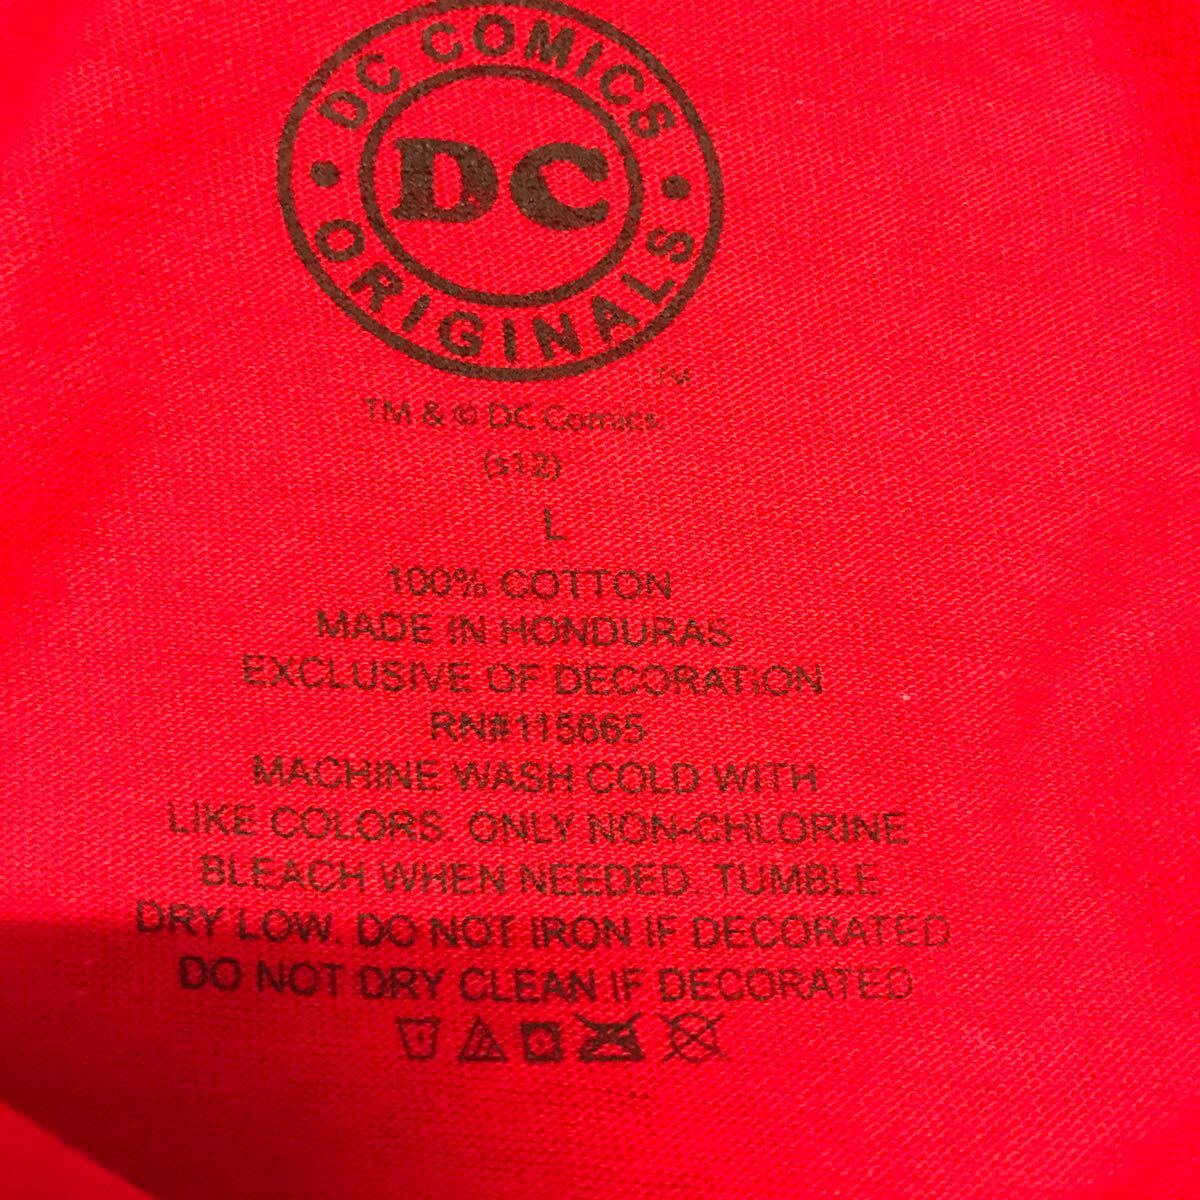 DC COMICS
DC
ORIGINALS
TM
TM & © DC Comics
(s12)
L
100% COTTON
MADE IN HONDURAS
EXCLUSIVE OF DECORATION
RN#115665
MACHINE WASH COLD WITH
LIKE COLORS. ONLY NON-CHLORINE
BLEACH WHEN NEEDED. TUMBLE
DRY LOW. DO NOT IRON IF DECORATED
DO NOT DRY CLEAN IF DECORATED